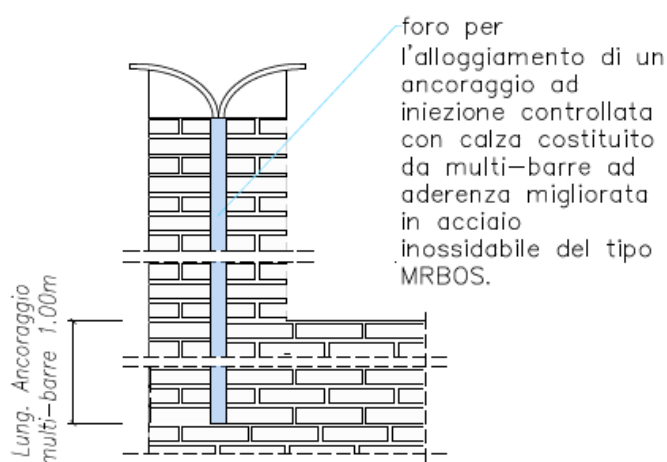 foro per
l'alloggiamento di un
ancoraggio ad
iniezione controllata
con calza costituito
da multi-barre ad
aderenza migliorata
in acciaio
inossidabile del tipo
MRBOS.
Lung. Ancoraggio
multi-barre 1.00m